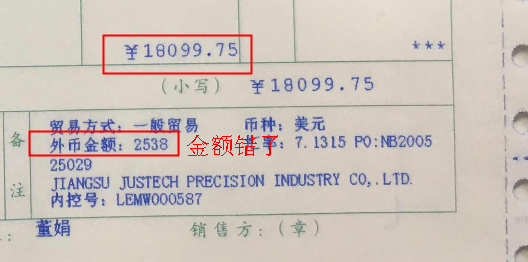 ¥18099.75
***
(小写) ¥18099.75
备注
贸易方式：一般贸易 币种：美元
外币金额：2538 金额错了 汇率：7.1315 PO:NB2005
25029
JIANGSU JUSTECH PRECISION INDUSTRY CO,.LTD.
内控号：LEMW000587
董娟
销售方：(章)